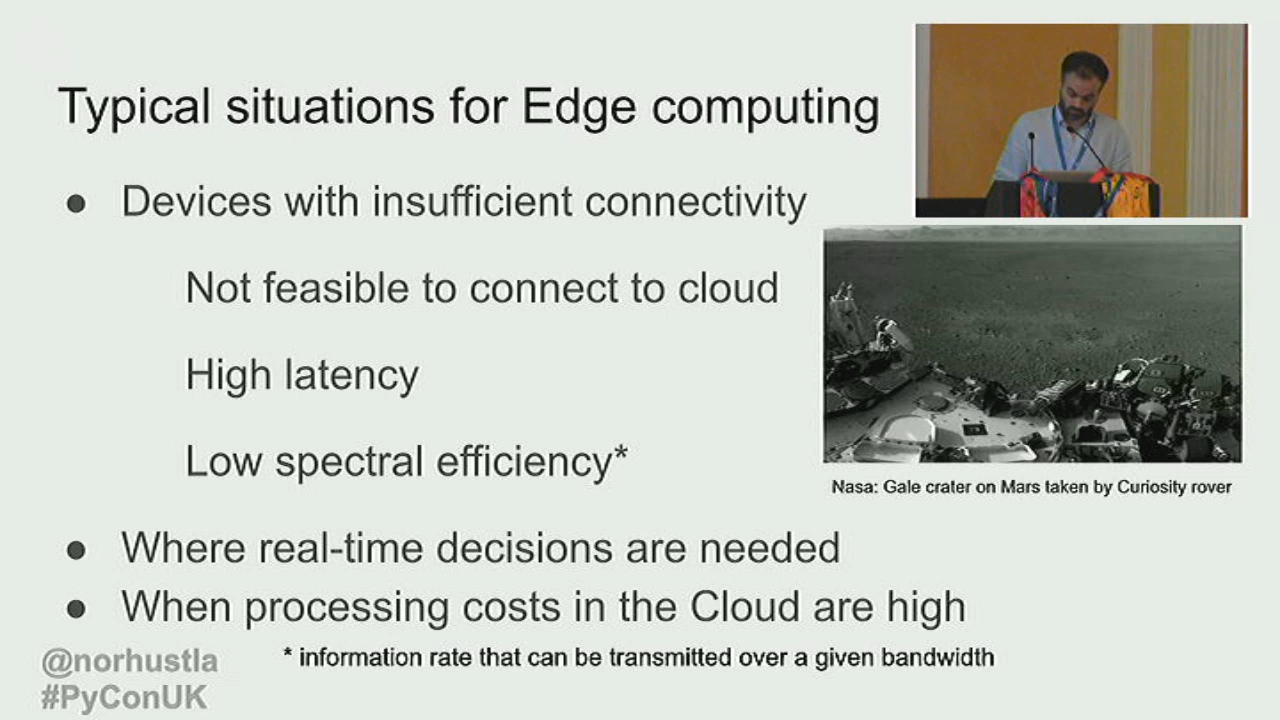 Typical situations for Edge computing
● Devices with insufficient connectivity
Not feasible to connect to cloud
High latency
Low spectral efficiency*
Nasa: Gale crater on Mars taken by Curiosity rover
● Where real-time decisions are needed
● When processing costs in the Cloud are high
* information rate that can be transmitted over a given bandwidth
@norhustla
#PyConUK